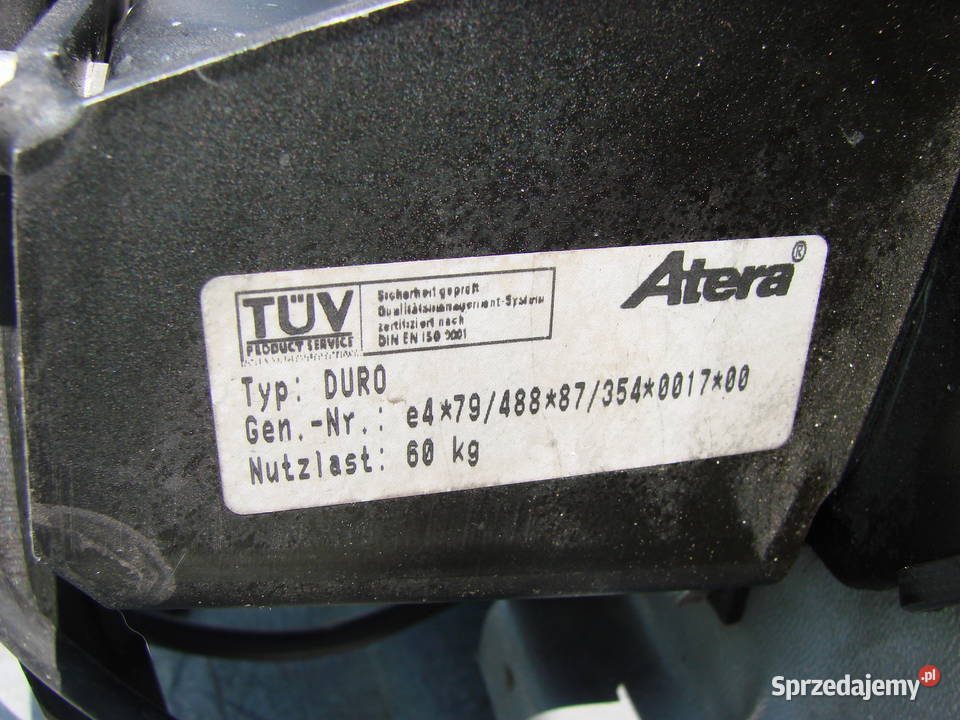 TÜV
PRODUCT SERVICE
Sicherheit geprüft
Qualitätsmanagement-System
zertifiziert nach
DIN EN ISO 9001
Atera®
Typ: DURO
Gen.-Nr.: e4*79/488*87/354*0017*00
Nutzlast: 60 kg
Sprzedajemy.pl